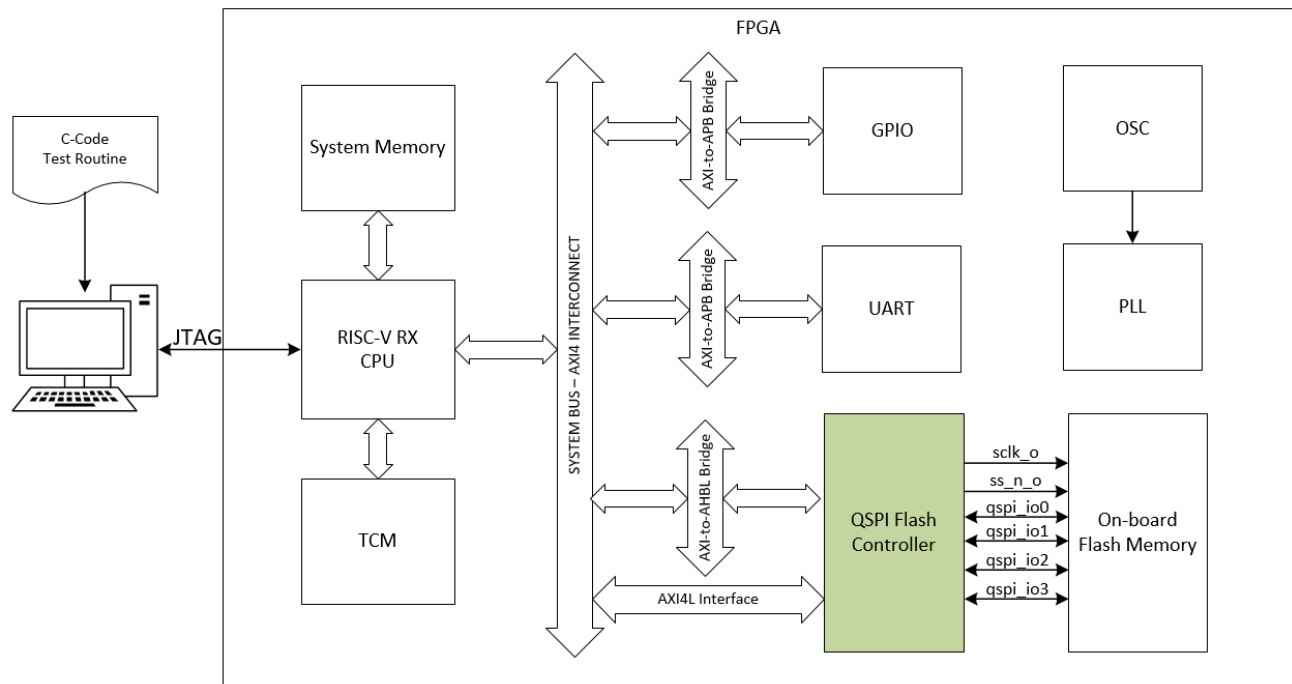 FPGA
C-Code
Test Routine
System Memory
JTAG
RISC-V RX
CPU
TCM
SYSTEM BUS – AXI4 INTERCONNECT
AXI-to-APB Bridge
GPIO
OSC
AXI-to-APB Bridge
UART
PLL
AXI-to-AHBL Bridge
AXI4L Interface
QSPI Flash
Controller
sclk_o
ss_n_o
qspi_io0
qspi_io1
qspi_io2
qspi_io3
On-board
Flash Memory